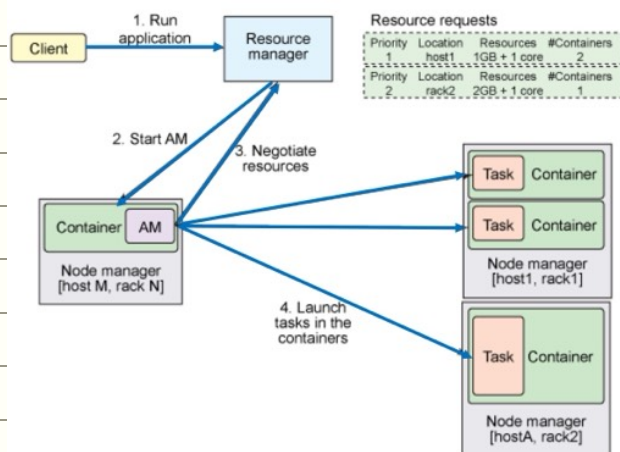 1. Run
application
Client
Resource
manager
Resource requests
Priority Location Resources #Containers
1 host1 1GB + 1 core 2
Priority Location Resources #Containers
2 rack2 2GB + 1 core 1
2. Start AM
3. Negotiate
resources
Container AM
Node manager
[host M, rack N]
Task Container
Task Container
Node manager
[host1, rack1]
4. Launch
tasks in the
containers
Task Container
Node manager
[hostA, rack2]